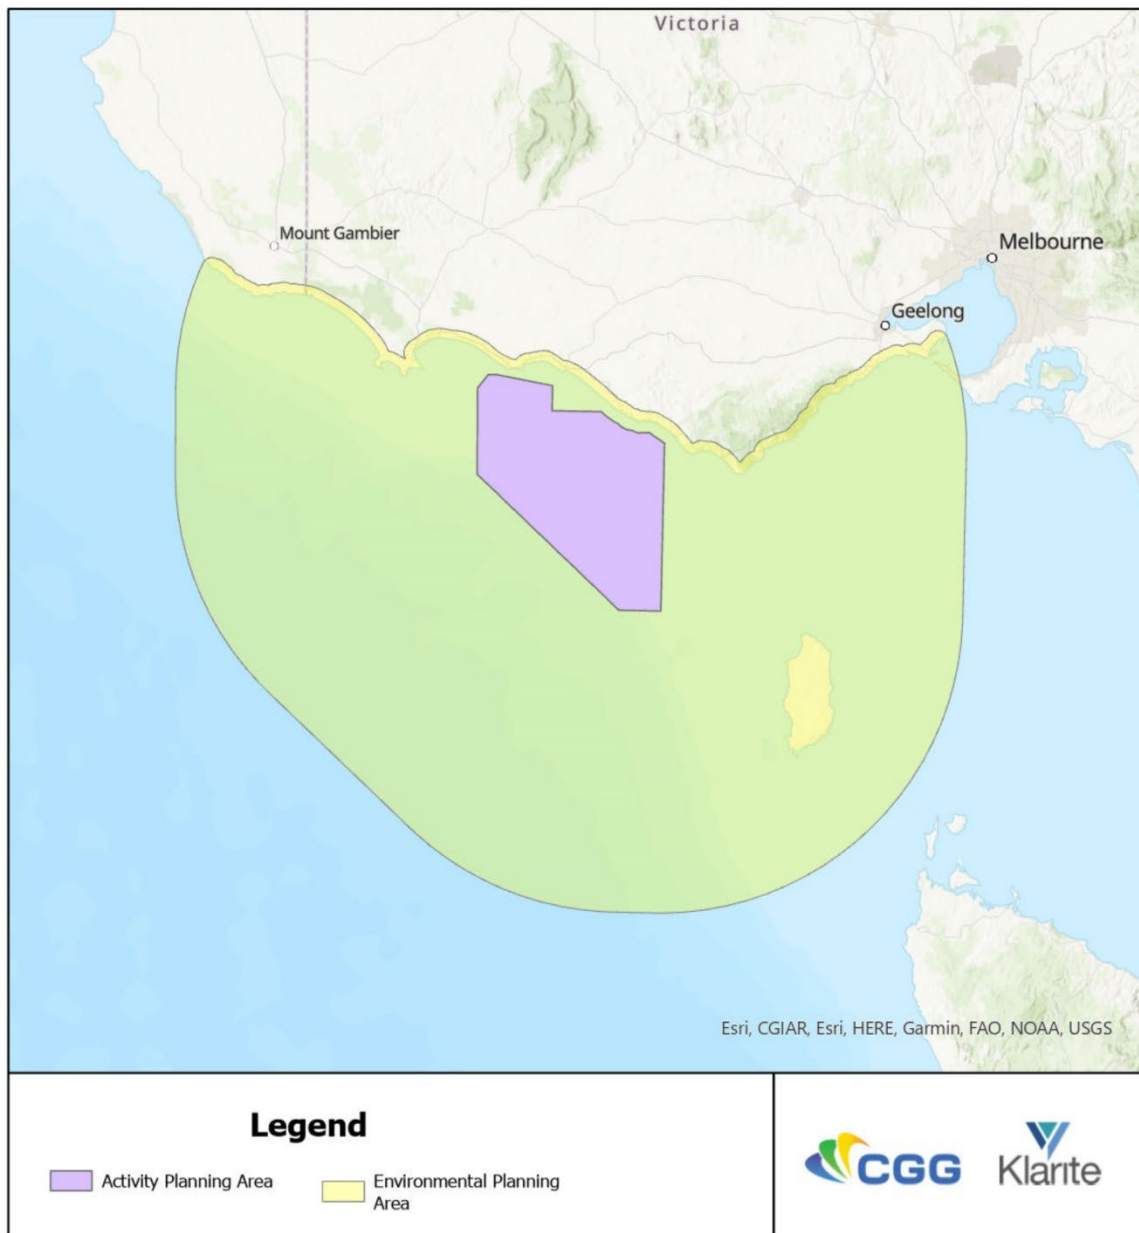 Victoria
Mount Gambier
Melbourne
Geelong
Esri, CGIAR, Esri, HERE, Garmin, FAO, NOAA, USGS
Legend
Activity Planning Area
Environmental Planning
Area
CGG
Klarite